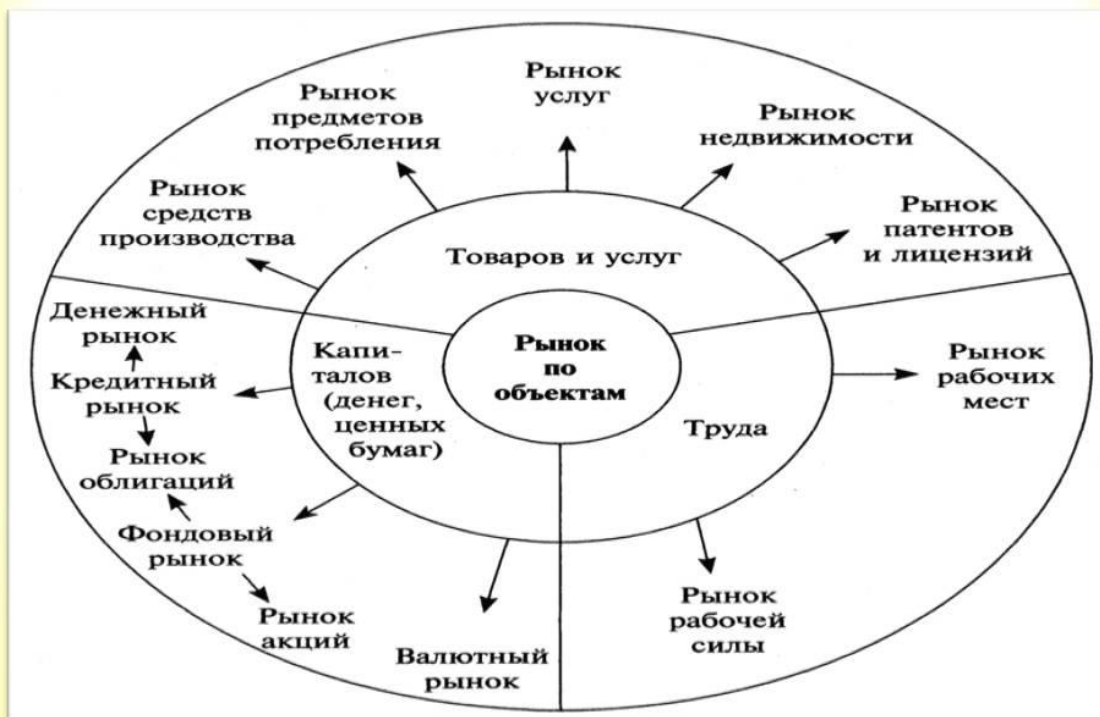 Рынок
услуг
Рынок
предметов
потребления
Рынок
недвижимости
Рынок
средств
производства
Рынок
патентов
и лицензий
Товаров и услуг
Рынок
по
объектам
Денежный
рынок
Кредитный
рынок
Рынок
облигаций
Фондовый
рынок
Рынок
акций
Валютный
рынок
Капи-
талов
(денег,
ценных
бумаг)
Труда
Рынок
рабочих
мест
Рынок
рабочей
силы